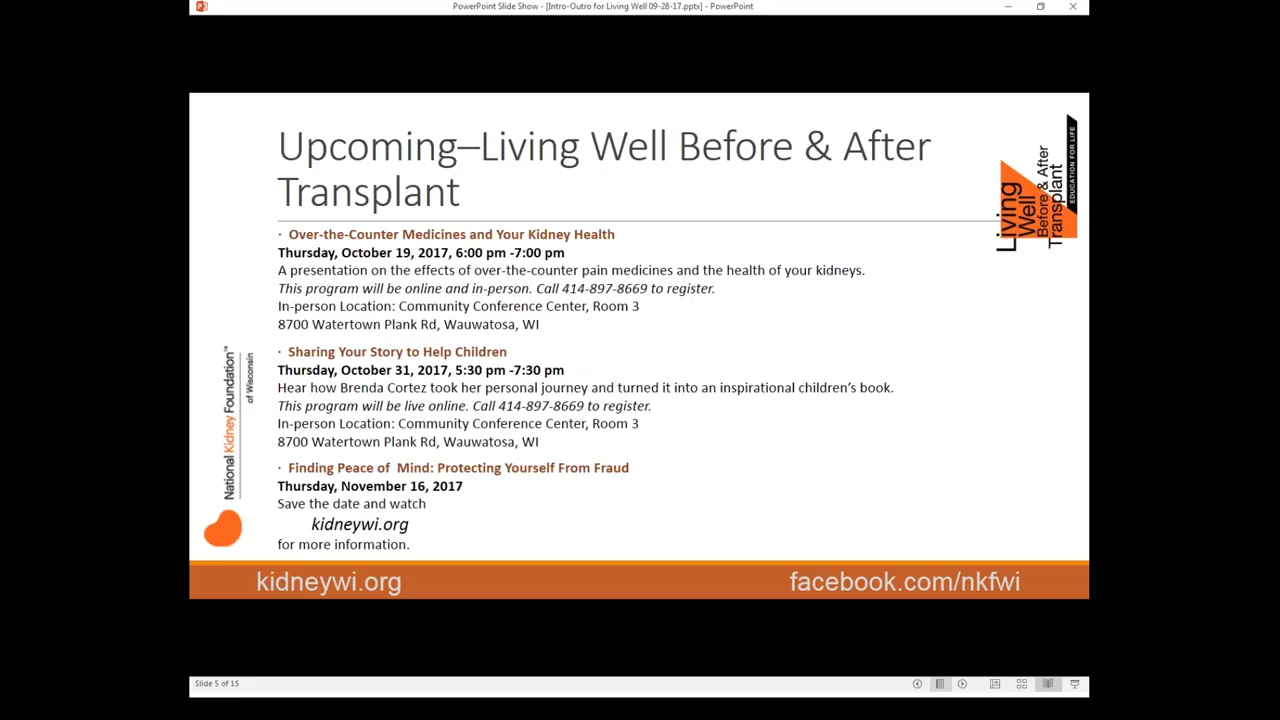 PowerPoint Slide Show - [Intro-Outro for Living Well 09-28-17.pptx] - PowerPoint
Upcoming–Living Well Before & After
Transplant
Living
Well
Before & After
Transplant
EDUCATION FOR LIFE
· Over-the-Counter Medicines and Your Kidney Health
Thursday, October 19, 2017, 6:00 pm -7:00 pm
A presentation on the effects of over-the-counter pain medicines and the health of your kidneys.
This program will be online and in-person. Call 414-897-8669 to register.
In-person Location: Community Conference Center, Room 3
8700 Watertown Plank Rd, Wauwatosa, WI
· Sharing Your Story to Help Children
Thursday, October 31, 2017, 5:30 pm -7:30 pm
Hear how Brenda Cortez took her personal journey and turned it into an inspirational children's book.
This program will be live online. Call 414-897-8669 to register.
In-person Location: Community Conference Center, Room 3
8700 Watertown Plank Rd, Wauwatosa, WI
· Finding Peace of Mind: Protecting Yourself From Fraud
Thursday, November 16, 2017
Save the date and watch
kidneywi.org
for more information.
National Kidney Foundation™
of Wisconsin
kidneywi.org
facebook.com/nkfwi
Slide 5 of 15